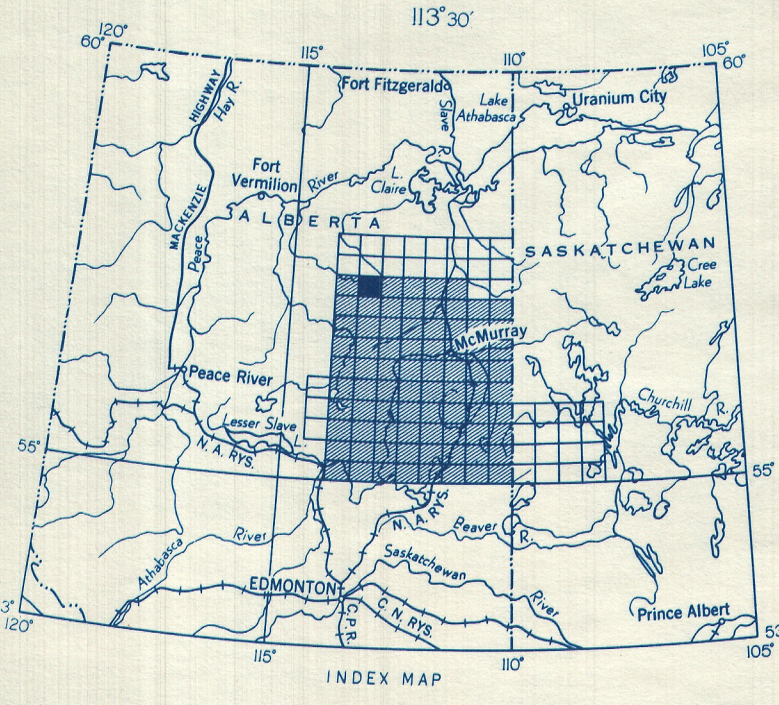 113°30'
120°
60°
115°
110°
105°
60°
HIGHWAY
Hay R.
Fort Fitzgerald
Slave R.
Lake
Athabasca
Uranium City
Fort
Vermilion
River
L.
Claire
MACKENZIE
Peace
ALBERTA
SASKATCHEWAN
Cree
Lake
McMurray
Peace River
Lesser Slave
L.
Churchill
R.
N. A. RYS.
55°
55°
N. A. RYS.
Beaver
R.
River
Athabasca
Saskatchewan
River
EDMONTON
C. N. RYS.
C. P. R.
Prince Albert
3°
120°
115°
110°
53
105°
INDEX MAP